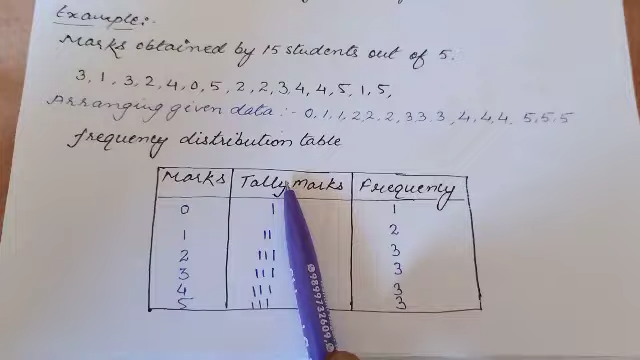 Example:-
Marks obtained by 15 students out of 5.
3, 1, 3, 2, 4, 0, 5, 2, 2, 3, 4, 4, 5, 1, 5,
Arranging given data :- 0, 1, 1, 2, 2, 2, 3, 3, 3, 4, 4, 4, 5, 5, 5
frequency distribution table
Marks Tally marks Frequency
0 | 1
1 || 2
2 ||| 3
3 ||| 3
4 ||| 3
5 ||| 3